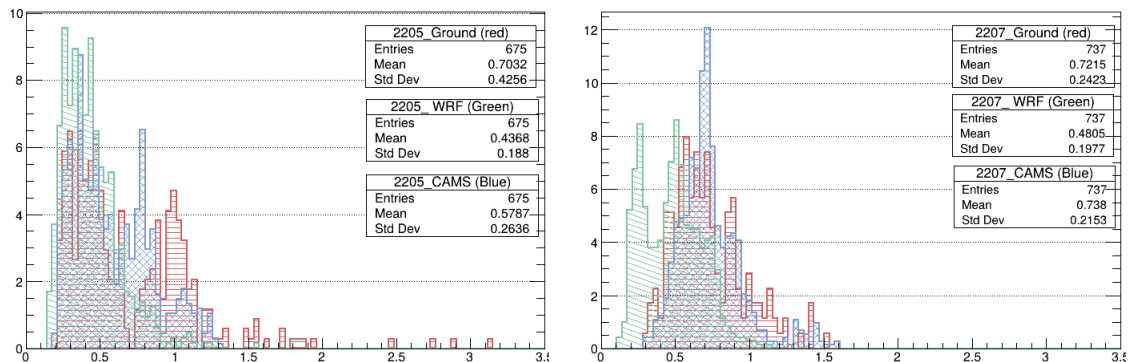 10
8
6
4
2
0
0 0.5 1 1.5 2 2.5 3 3.5
2205_Ground (red)
Entries 675
Mean 0.7032
Std Dev 0.4256
2205_ WRF (Green)
Entries 675
Mean 0.4368
Std Dev 0.188
2205_CAMS (Blue)
Entries 675
Mean 0.5787
Std Dev 0.2636
12
10
8
6
4
2
0
0 0.5 1 1.5 2 2.5 3 3.5
2207_Ground (red)
Entries 737
Mean 0.7215
Std Dev 0.2423
2207_ WRF (Green)
Entries 737
Mean 0.4805
Std Dev 0.1977
2207_CAMS (Blue)
Entries 737
Mean 0.738
Std Dev 0.2153